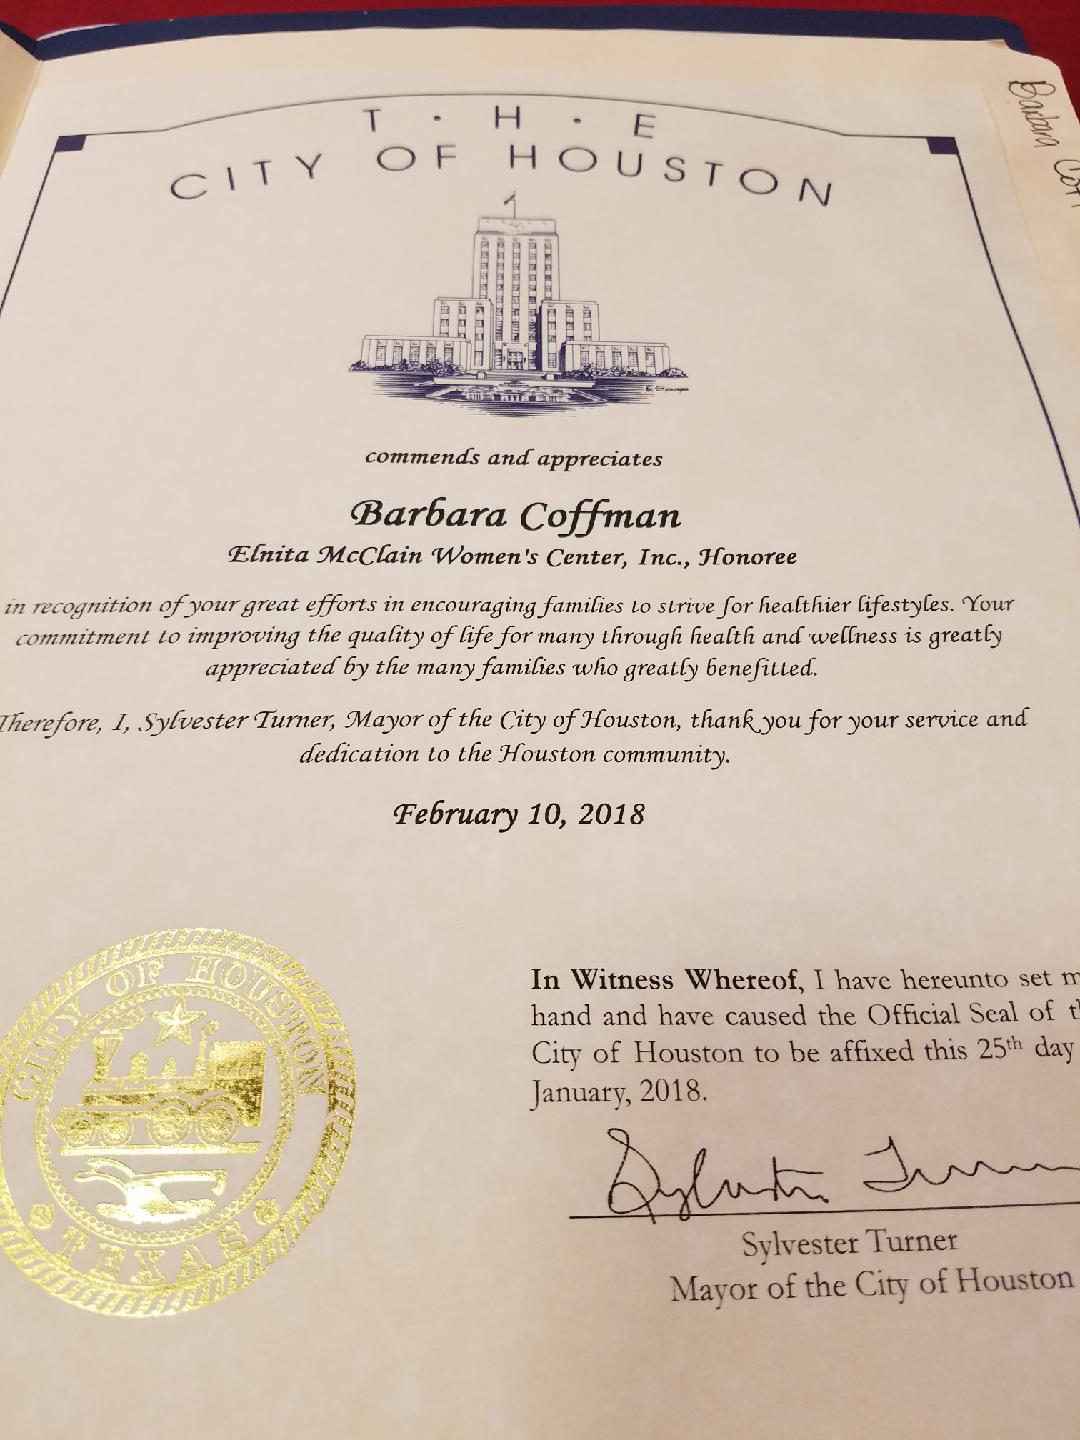 T · H · E
CITY OF HOUSTON
Barbara
commends and appreciates
Barbara Coffman
Elnita McClain Women's Center, Inc., Honoree
in recognition of your great efforts in encouraging families to strive for healthier lifestyles. Your
commitment to improving the quality of life for many through health and wellness is greatly
appreciated by the many families who greatly benefitted.
Therefore, I, Sylvester Turner, Mayor of the City of Houston, thank you for your service and
dedication to the Houston community.
February 10, 2018
CITY OF HOUSTON
TEXAS
In Witness Whereof, I have hereunto set
hand and have caused the Official Seal of
City of Houston to be affixed this 25th day
January, 2018.
Sylvester Turner
Sylvester Turner
Mayor of the City of Houston